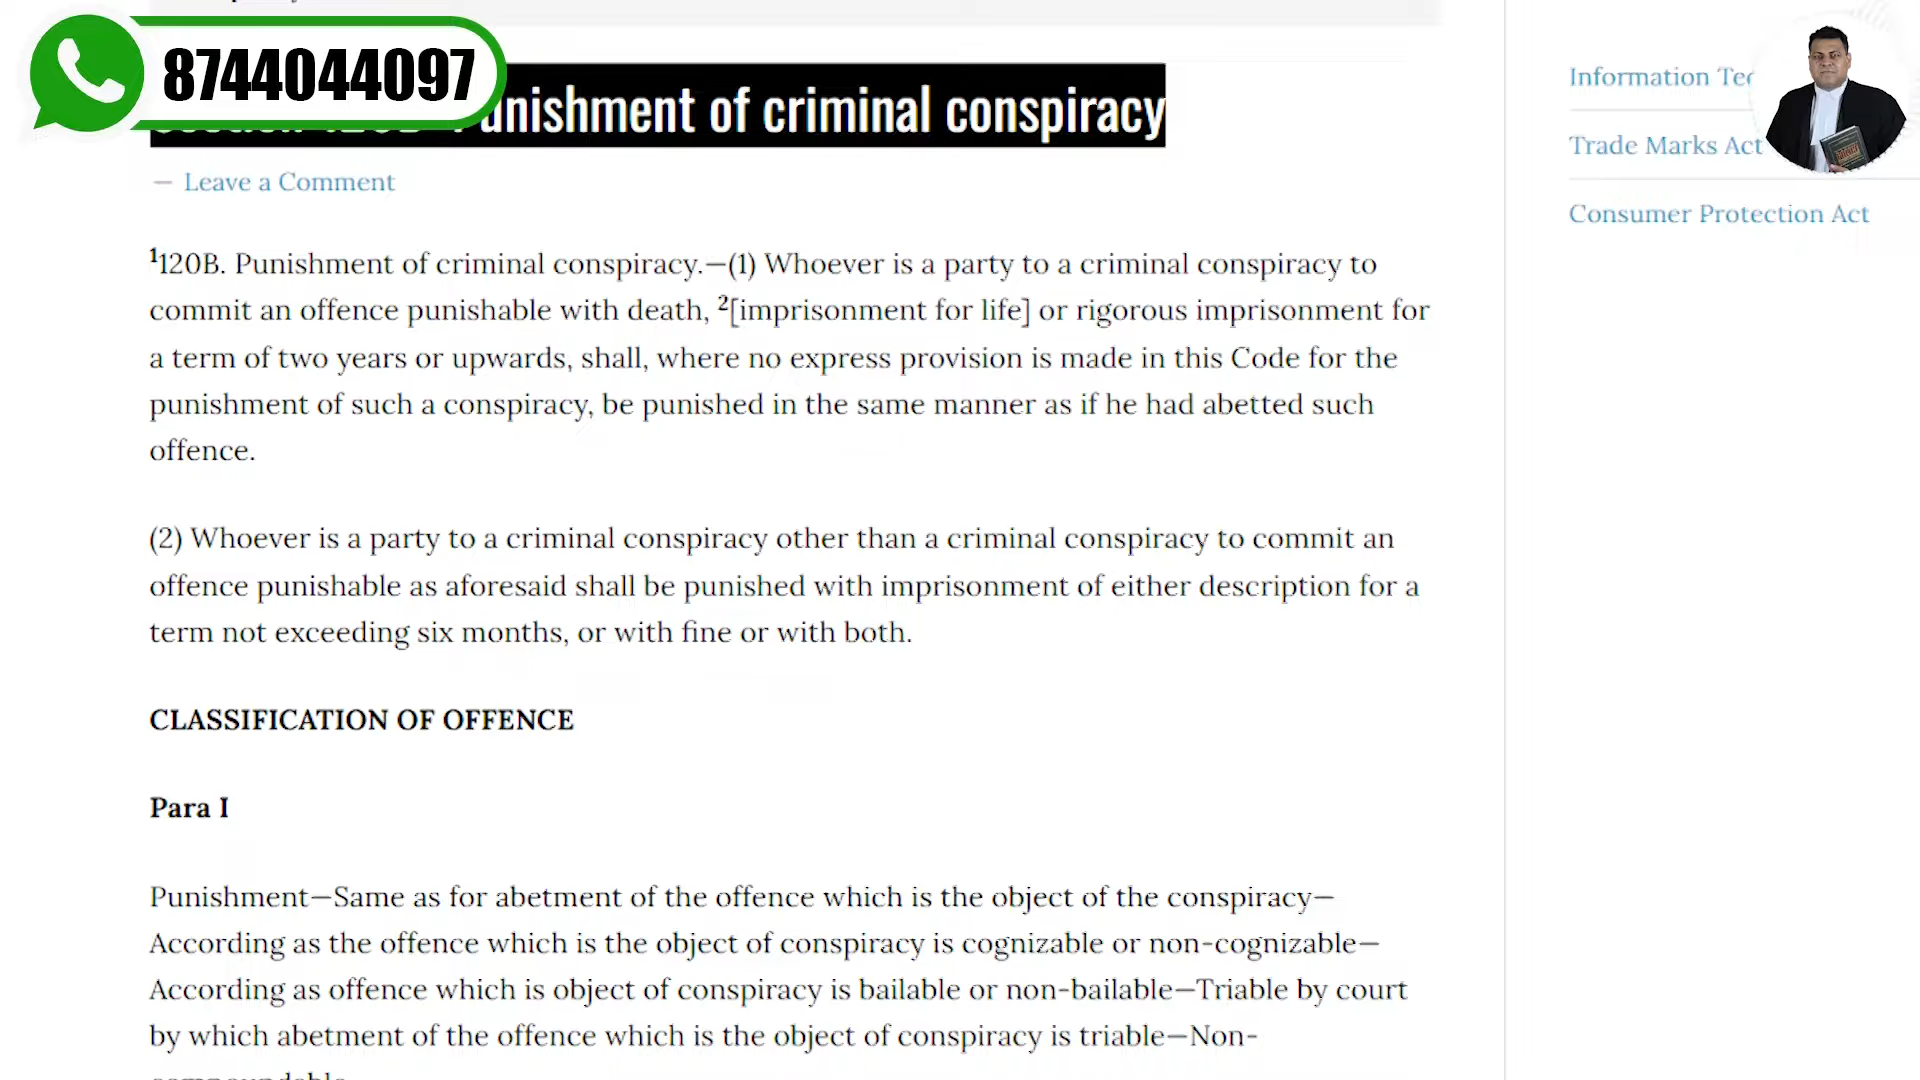 8744044097
Punishment of criminal conspiracy
— Leave a Comment
¹120B. Punishment of criminal conspiracy.—(1) Whoever is a party to a criminal conspiracy to
commit an offence punishable with death, ²[imprisonment for life] or rigorous imprisonment for
a term of two years or upwards, shall, where no express provision is made in this Code for the
punishment of such a conspiracy, be punished in the same manner as if he had abetted such
offence.
(2) Whoever is a party to a criminal conspiracy other than a criminal conspiracy to commit an
offence punishable as aforesaid shall be punished with imprisonment of either description for a
term not exceeding six months, or with fine or with both.
CLASSIFICATION OF OFFENCE
Para I
Punishment—Same as for abetment of the offence which is the object of the conspiracy—
According as the offence which is the object of conspiracy is cognizable or non-cognizable—
According as offence which is object of conspiracy is bailable or non-bailable—Triable by court
by which abetment of the offence which is the object of conspiracy is triable—Non-
Information
Trade Marks Act
Consumer Protection Act